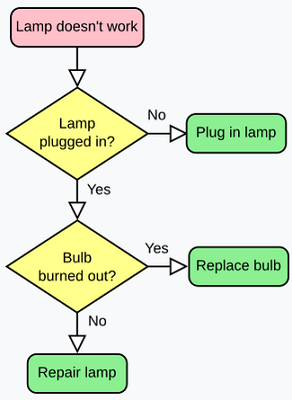 Lamp doesn't work
Lamp
plugged in?
No
Plug in lamp
Yes
Bulb
burned out?
Yes
Replace bulb
No
Repair lamp